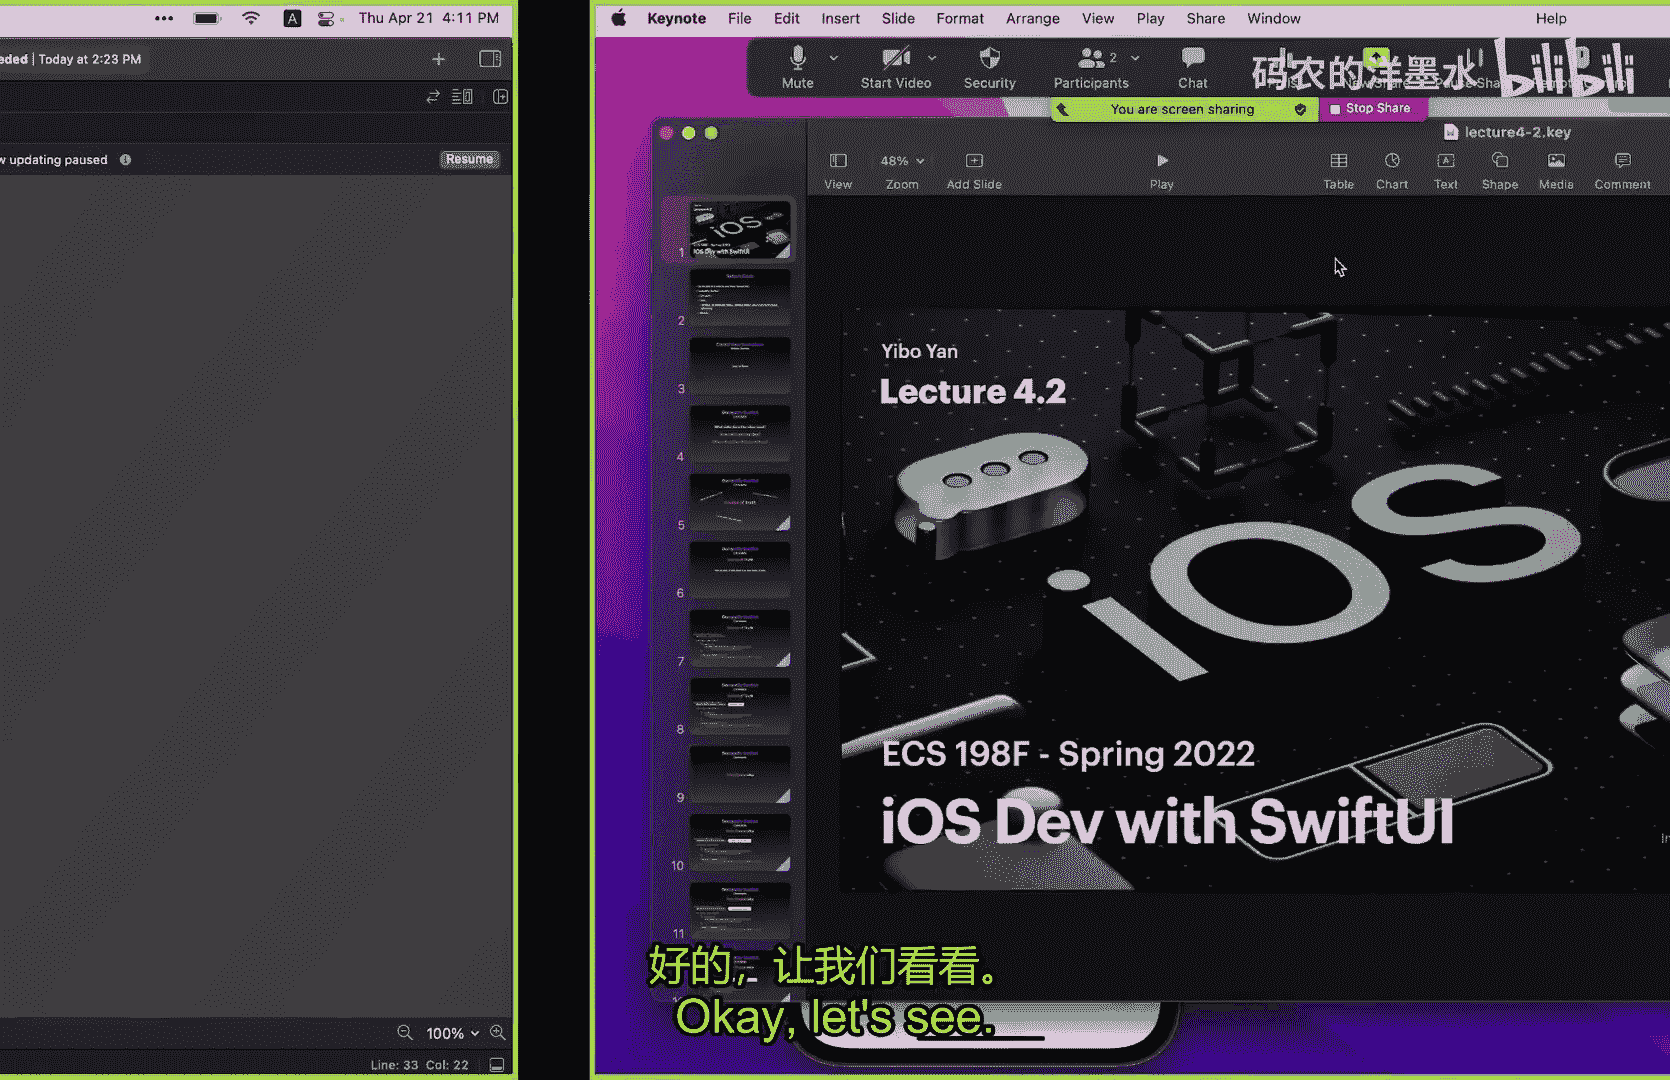 Thu Apr 21 4:11 PM
eded | Today at 2:23 PM
w updating paused
Resume
100%
Line: 33 Col: 22
Keynote File Edit Insert Slide Format Arrange View Play Share Window Help
Mute Start Video Security Participants 2 Chat
码农的洋墨水 bilibili
You are screen sharing Stop Share
lecture4-2.key
48%
View Zoom Add Slide Play Table Chart Text Shape Media Comment
1
2
3
4
5
6
7
8
9
10
11
Yibo Yan
Lecture 4.2
iOS
ECS 198F - Spring 2022
iOS Dev with SwiftUI
好的，让我们看看。
Okay, let's see.